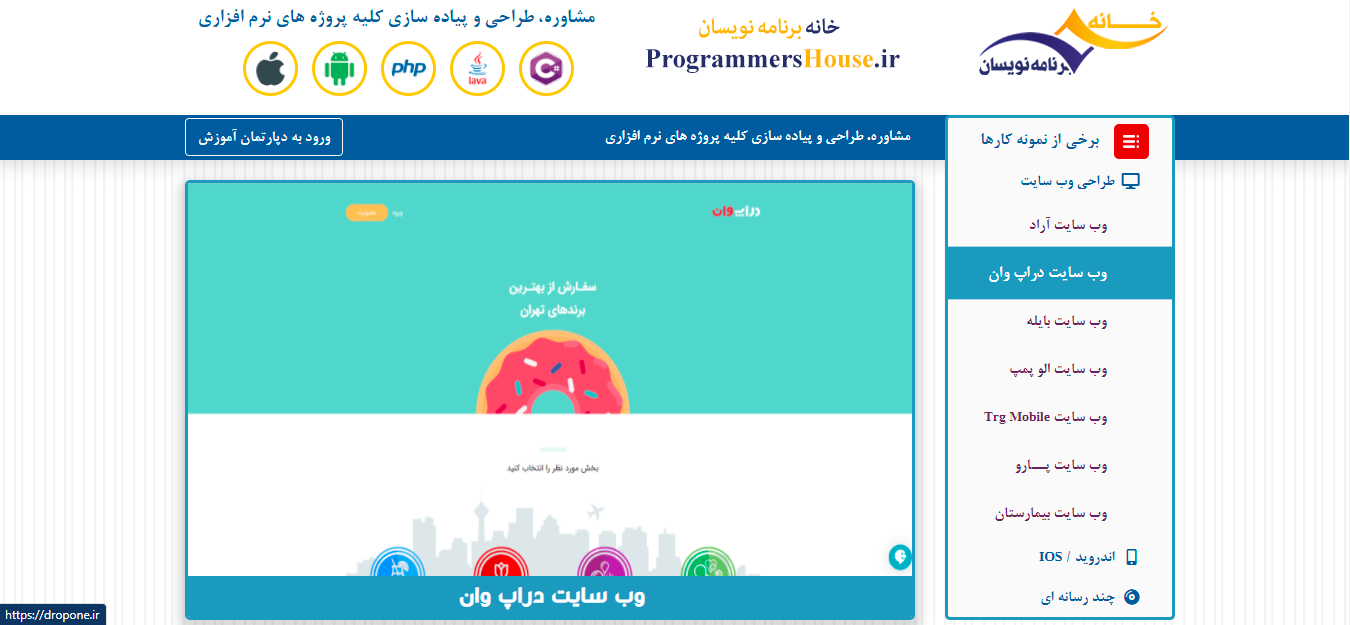 خانه
برنامه نویسان
خانه برنامه نویسان
ProgrammersHouse.ir
مشاوره، طراحی و پیاده سازی کلیه پروژه های نرم افزاری
C#
Java
php
برخی از نمونه کارها
مشاوره، طراحی و پیاده سازی کلیه پروژه های نرم افزاری
ورود به دپارتمان آموزش
طراحی وب سایت
وب سایت آراد
وب سایت دراپ وان
وب سایت بایله
وب سایت الو پمپ
وب سایت Trg Mobile
وب سایت پـــارو
وب سایت بیمارستان
اندروید / IOS
چند رسانه ای
دراپ وان
ورود
عضویت
سفارش از بهترین
برندهای تهران
بخش مورد نظر را انتخاب کنید
وب سایت دراپ وان
https://dropone.ir